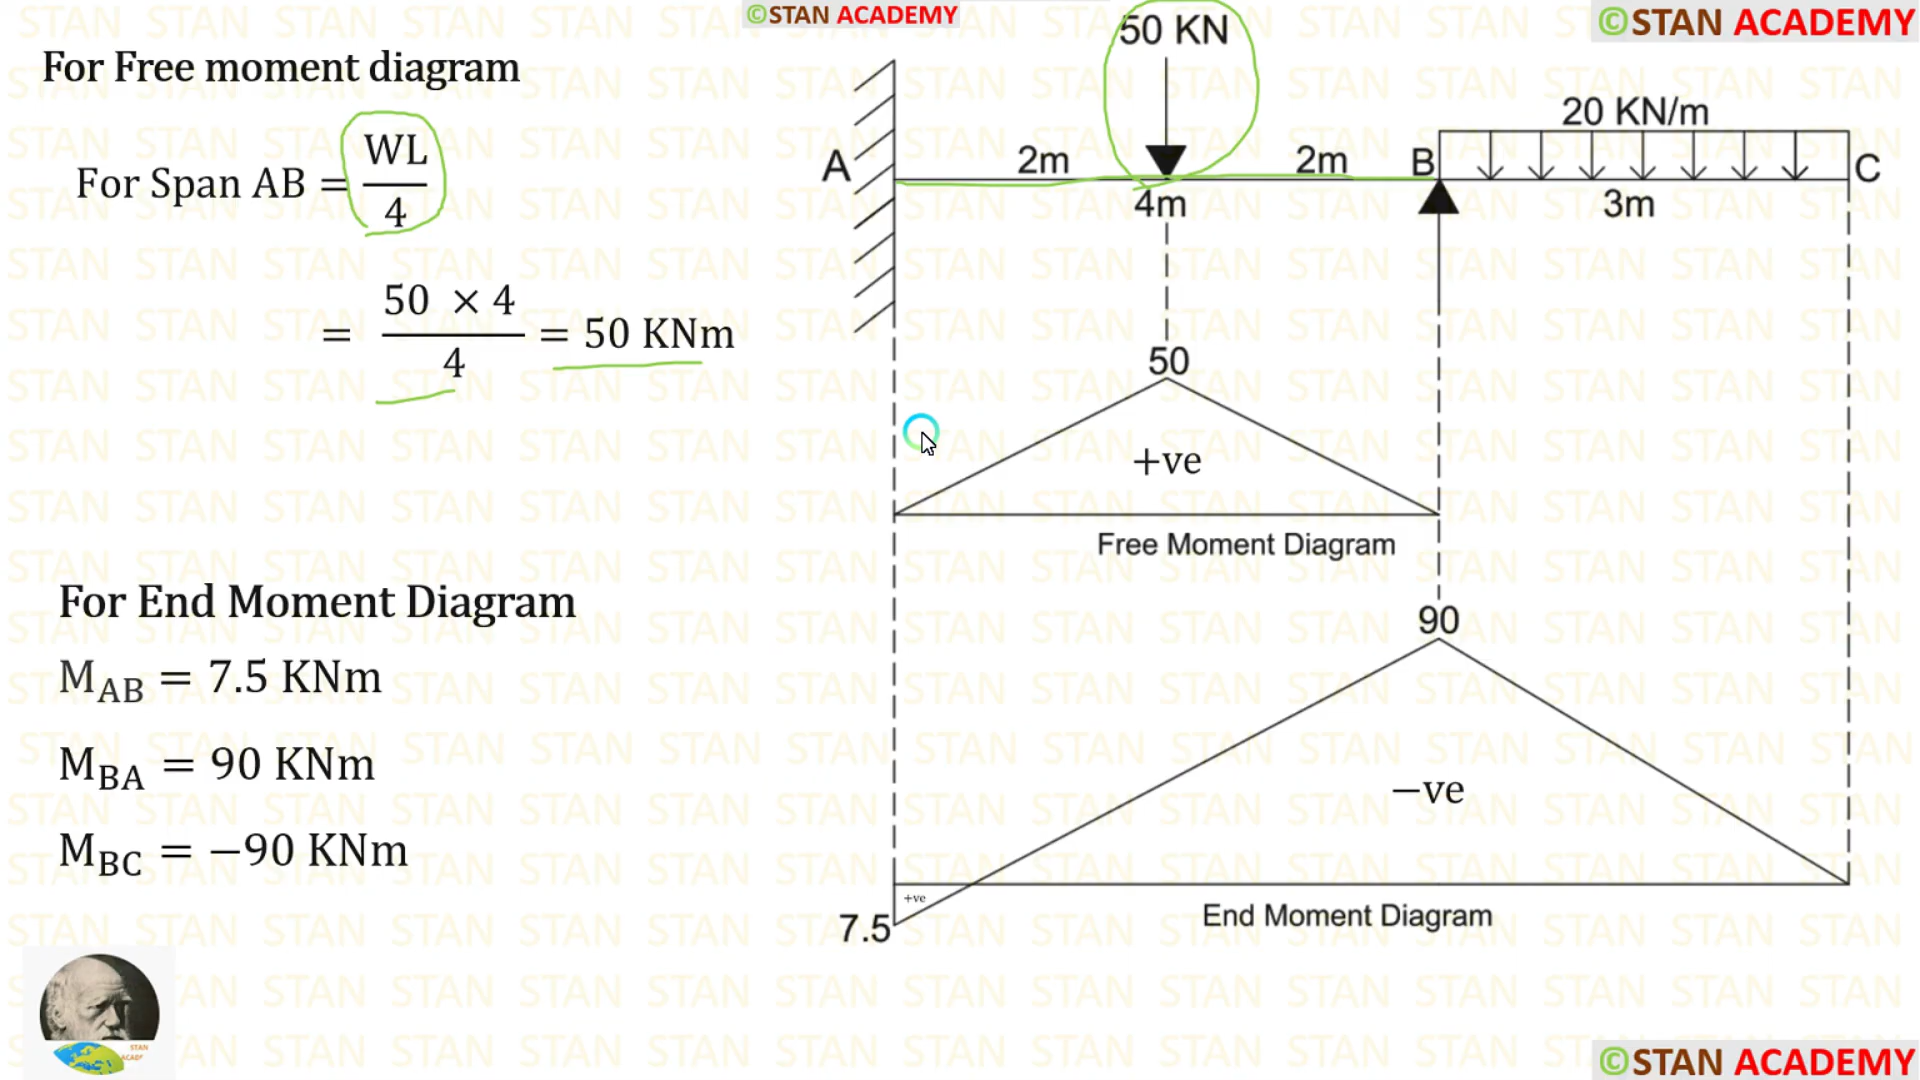 ©STAN ACADEMY
©STAN ACADEMY
For Free moment diagram
For Span AB = WL/4
= 50 × 4/4 = 50 KNm
For End Moment Diagram
M_AB = 7.5 KNm
M_BA = 90 KNm
M_BC = −90 KNm
50 KN
20 KN/m
A
2m
2m
B
C
4m
3m
50
+ve
Free Moment Diagram
90
−ve
+ve
7.5
End Moment Diagram
STAN
©STAN ACADEMY